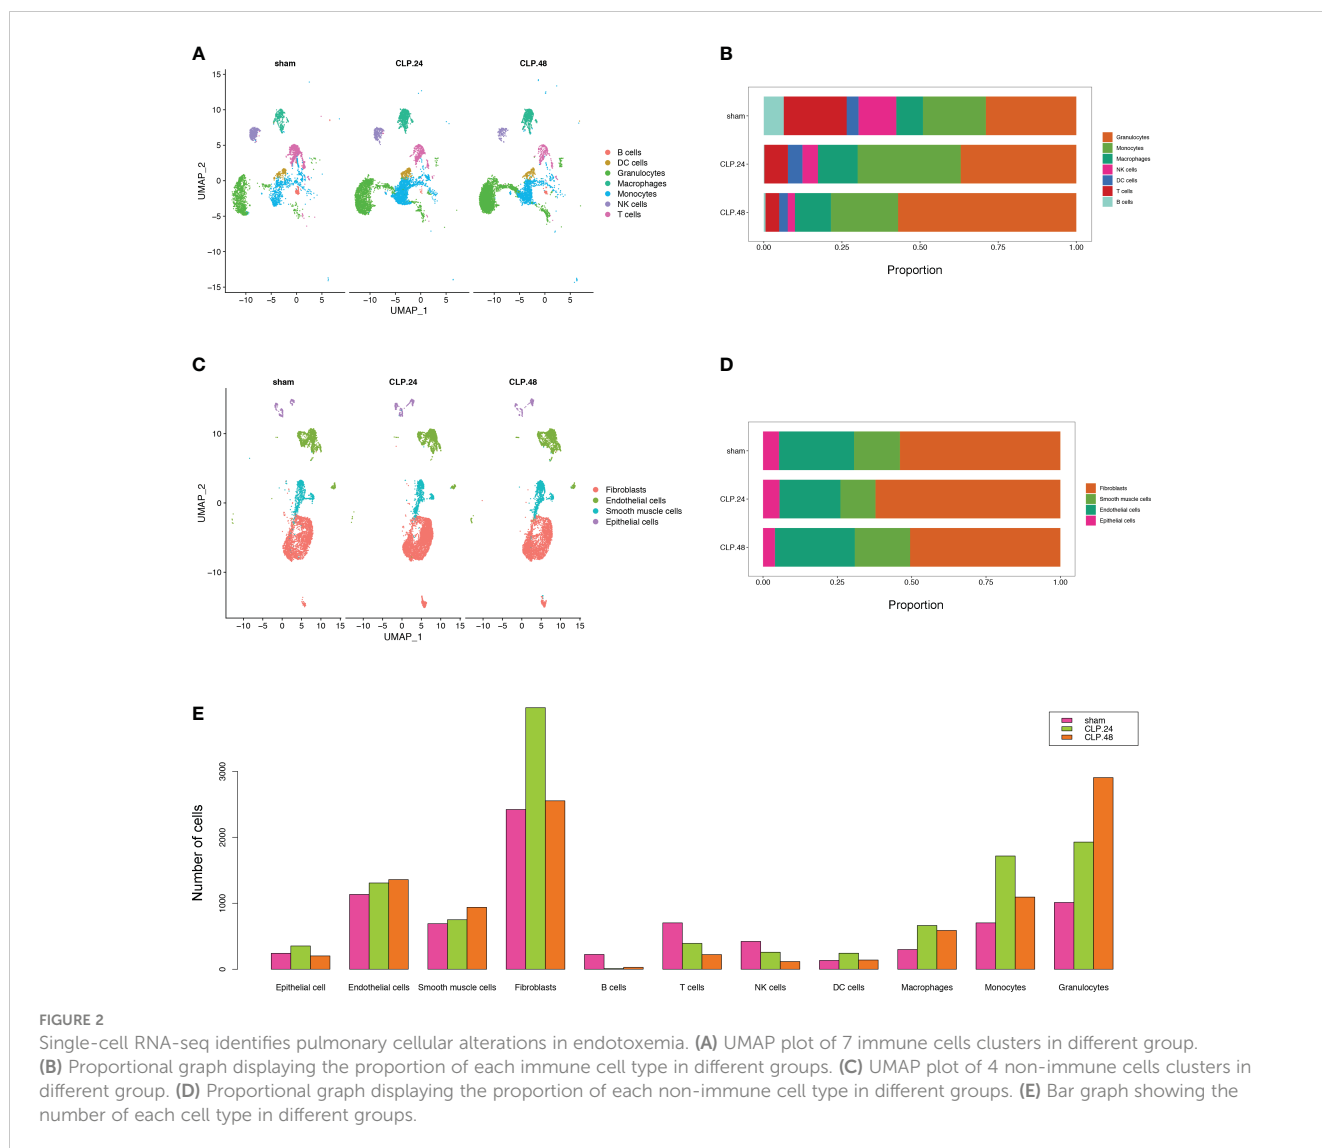 A
sham
CLP.24
CLP.48
15
10
5
0
−5
−10
−15
UMAP_2
−10 −5 0 5
−10 −5 0 5
−10 −5 0 5
UMAP_1
B cells
DC cells
Granulocytes
Macrophages
Monocytes
NK cells
T cells
B
sham
CLP.24
CLP.48
0.00 0.25 0.50 0.75 1.00
Proportion
Granulocytes
Monocytes
Macrophages
NK cells
DC cells
T cells
B cells
C
sham
CLP.24
CLP.48
10
0
−10
UMAP_2
−10 −5 0 5 10 15
−10 −5 0 5 10 15
−10 −5 0 5 10 15
UMAP_1
Fibroblasts
Endothelial cells
Smooth muscle cells
Epithelial cells
D
sham
CLP.24
CLP.48
0.00 0.25 0.50 0.75 1.00
Proportion
Fibroblasts
Smooth muscle cells
Endothelial cells
Epithelial cells
E
sham
CLP.24
CLP.48
Number of cells
3000
2000
1000
0
Epithelial cell Endothelial cells Smooth muscle cells Fibroblasts B cells T cells NK cells DC cells Macrophages Monocytes Granulocytes
FIGURE 2
Single-cell RNA-seq identifies pulmonary cellular alterations in endotoxemia. (A) UMAP plot of 7 immune cells clusters in different group.
(B) Proportional graph displaying the proportion of each immune cell type in different groups. (C) UMAP plot of 4 non-immune cells clusters in
different group. (D) Proportional graph displaying the proportion of each non-immune cell type in different groups. (E) Bar graph showing the
number of each cell type in different groups.